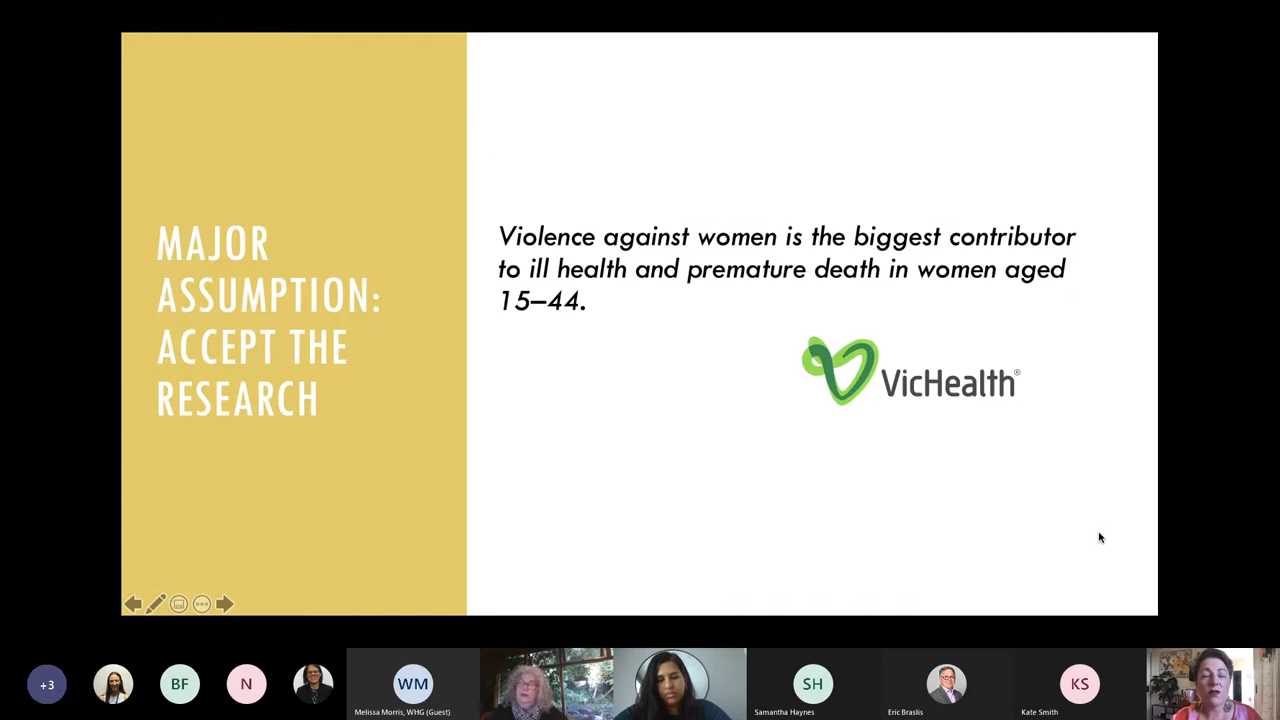 MAJOR
ASSUMPTION:
ACCEPT THE
RESEARCH
Violence against women is the biggest contributor
to ill health and premature death in women aged
15–44.
VicHealth®
+3
BF
N
WM
Melissa Morris, WHG (Guest)
SH
Samantha Haynes
Eric Braslis
KS
Kate Smith